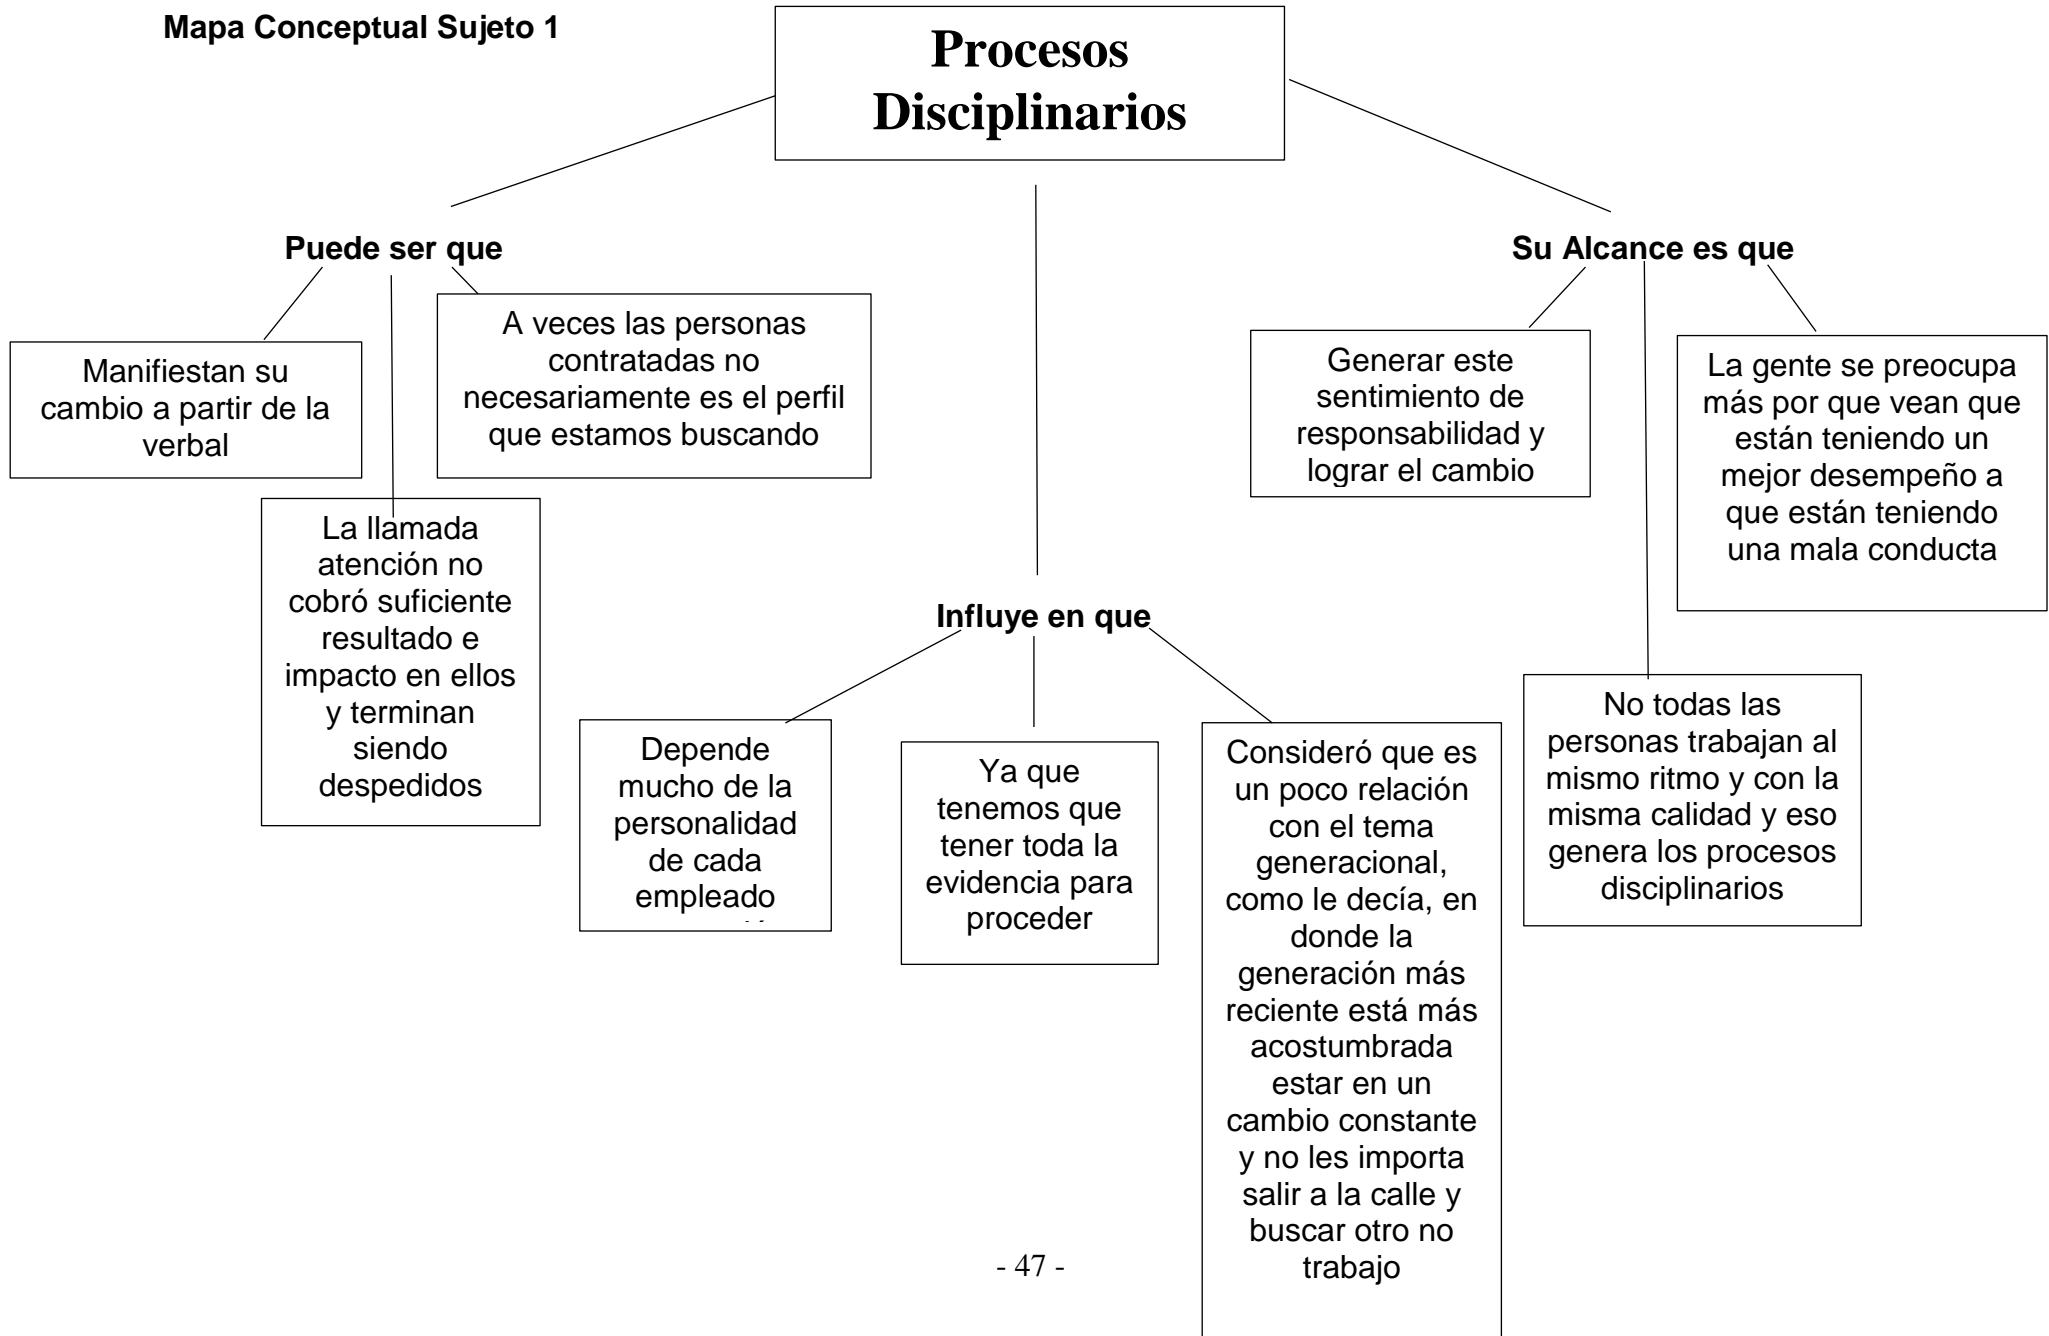 Mapa Conceptual Sujeto 1
Procesos
Disciplinarios
Puede ser que
Manifiestan su
cambio a partir de la
verbal
La llamada
atención no
cobró suficiente
resultado e
impacto en ellos
y terminan
siendo
despedidos
A veces las personas
contratadas no
necesariamente es el perfil
que estamos buscando
Influye en que
Depende
mucho de la
personalidad
de cada
empleado
Ya que
tenemos que
tener toda la
evidencia para
proceder
Consideró que es
un poco relación
con el tema
generacional,
como le decía, en
donde la
generación más
reciente está más
acostumbrada
estar en un
cambio constante
y no les importa
salir a la calle y
buscar otro no
trabajo
Su Alcance es que
Generar este
sentimiento de
responsabilidad y
lograr el cambio
No todas las
personas trabajan al
mismo ritmo y con la
misma calidad y eso
genera los procesos
disciplinarios
La gente se preocupa
más por que vean que
están teniendo un
mejor desempeño a
que están teniendo
una mala conducta
- 47 -